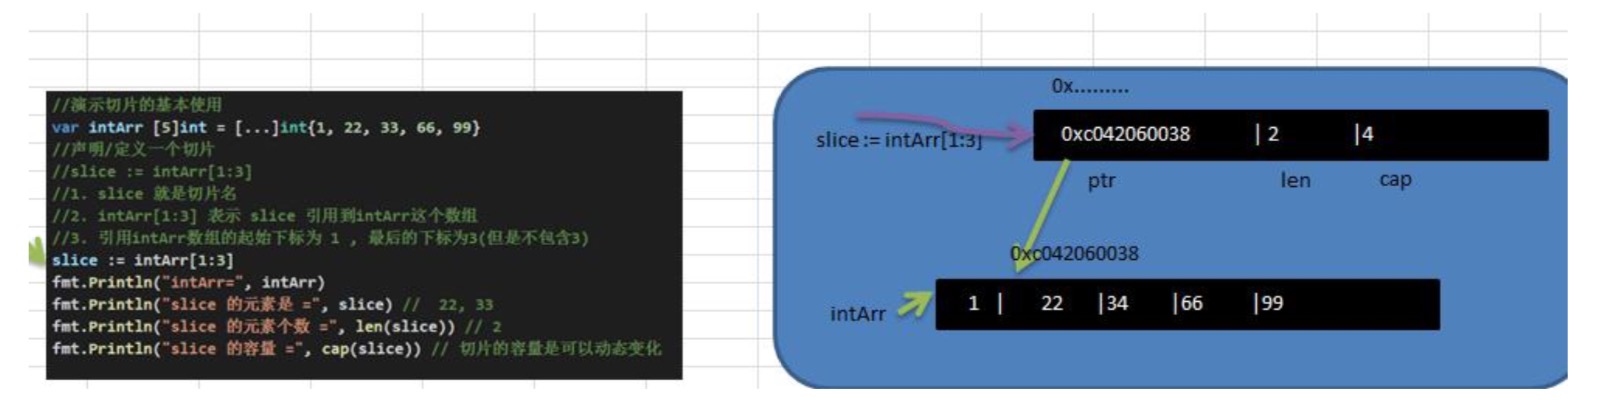 //演示切片的基本使用
var intArr [5]int = [...]int{1, 22, 33, 66, 99}
//声明/定义一个切片
//slice := intArr[1:3]
//1. slice 就是切片名
//2. intArr[1:3] 表示 slice 引用到intArr这个数组
//3. 引用intArr数组的起始下标为 1 , 最后的下标为3(但是不包含3)
slice := intArr[1:3]
fmt.Println("intArr=", intArr)
fmt.Println("slice 的元素是 =", slice) // 22, 33
fmt.Println("slice 的元素个数 =", len(slice)) // 2
fmt.Println("slice 的容量 =", cap(slice)) // 切片的容量是可以动态变化
0x.........
slice := intArr[1:3]
0xc042060038 |2 |4
ptr len cap
0xc042060038
intArr
1 | 22 |34 |66 |99